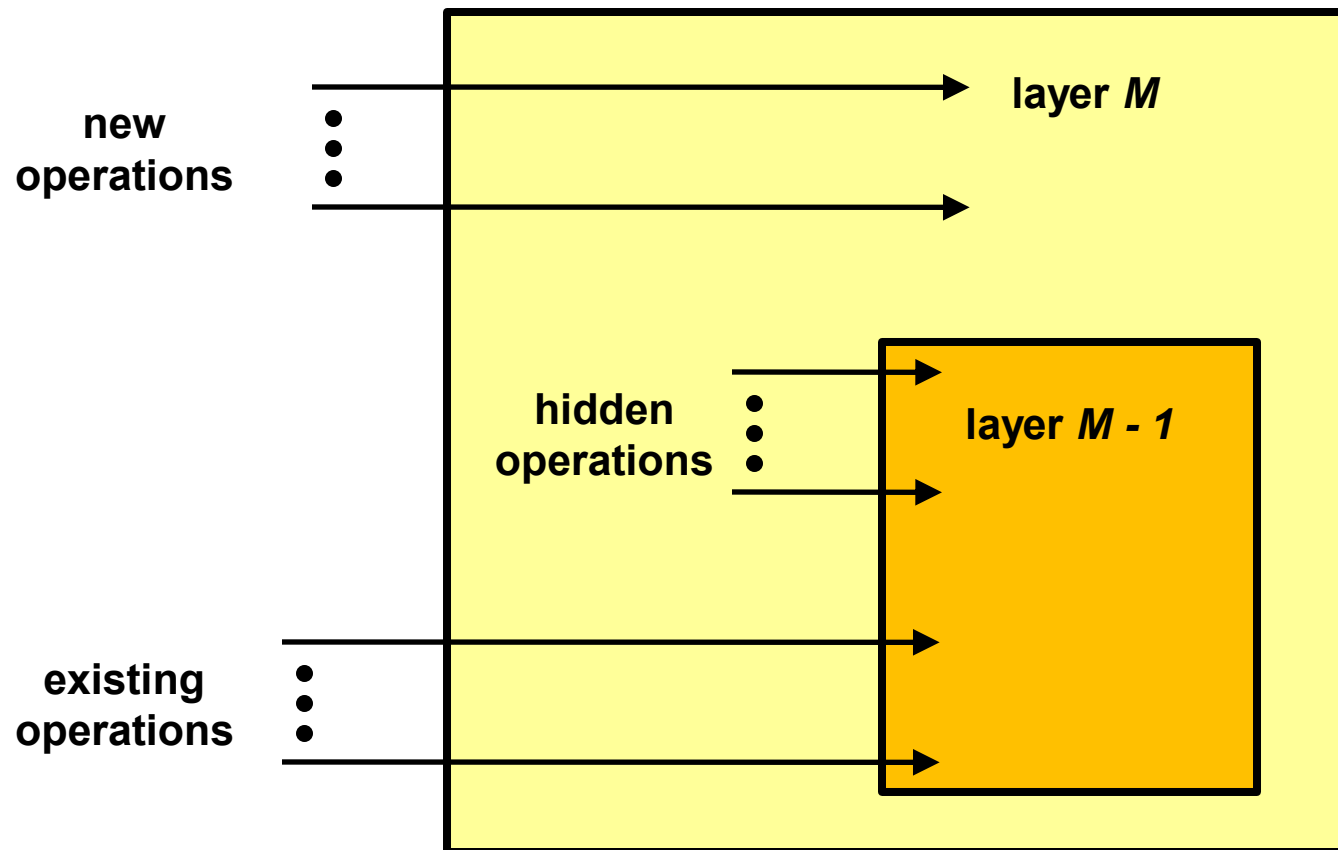 layer M
new
operations
hidden
operations
layer M - 1
existing
operations